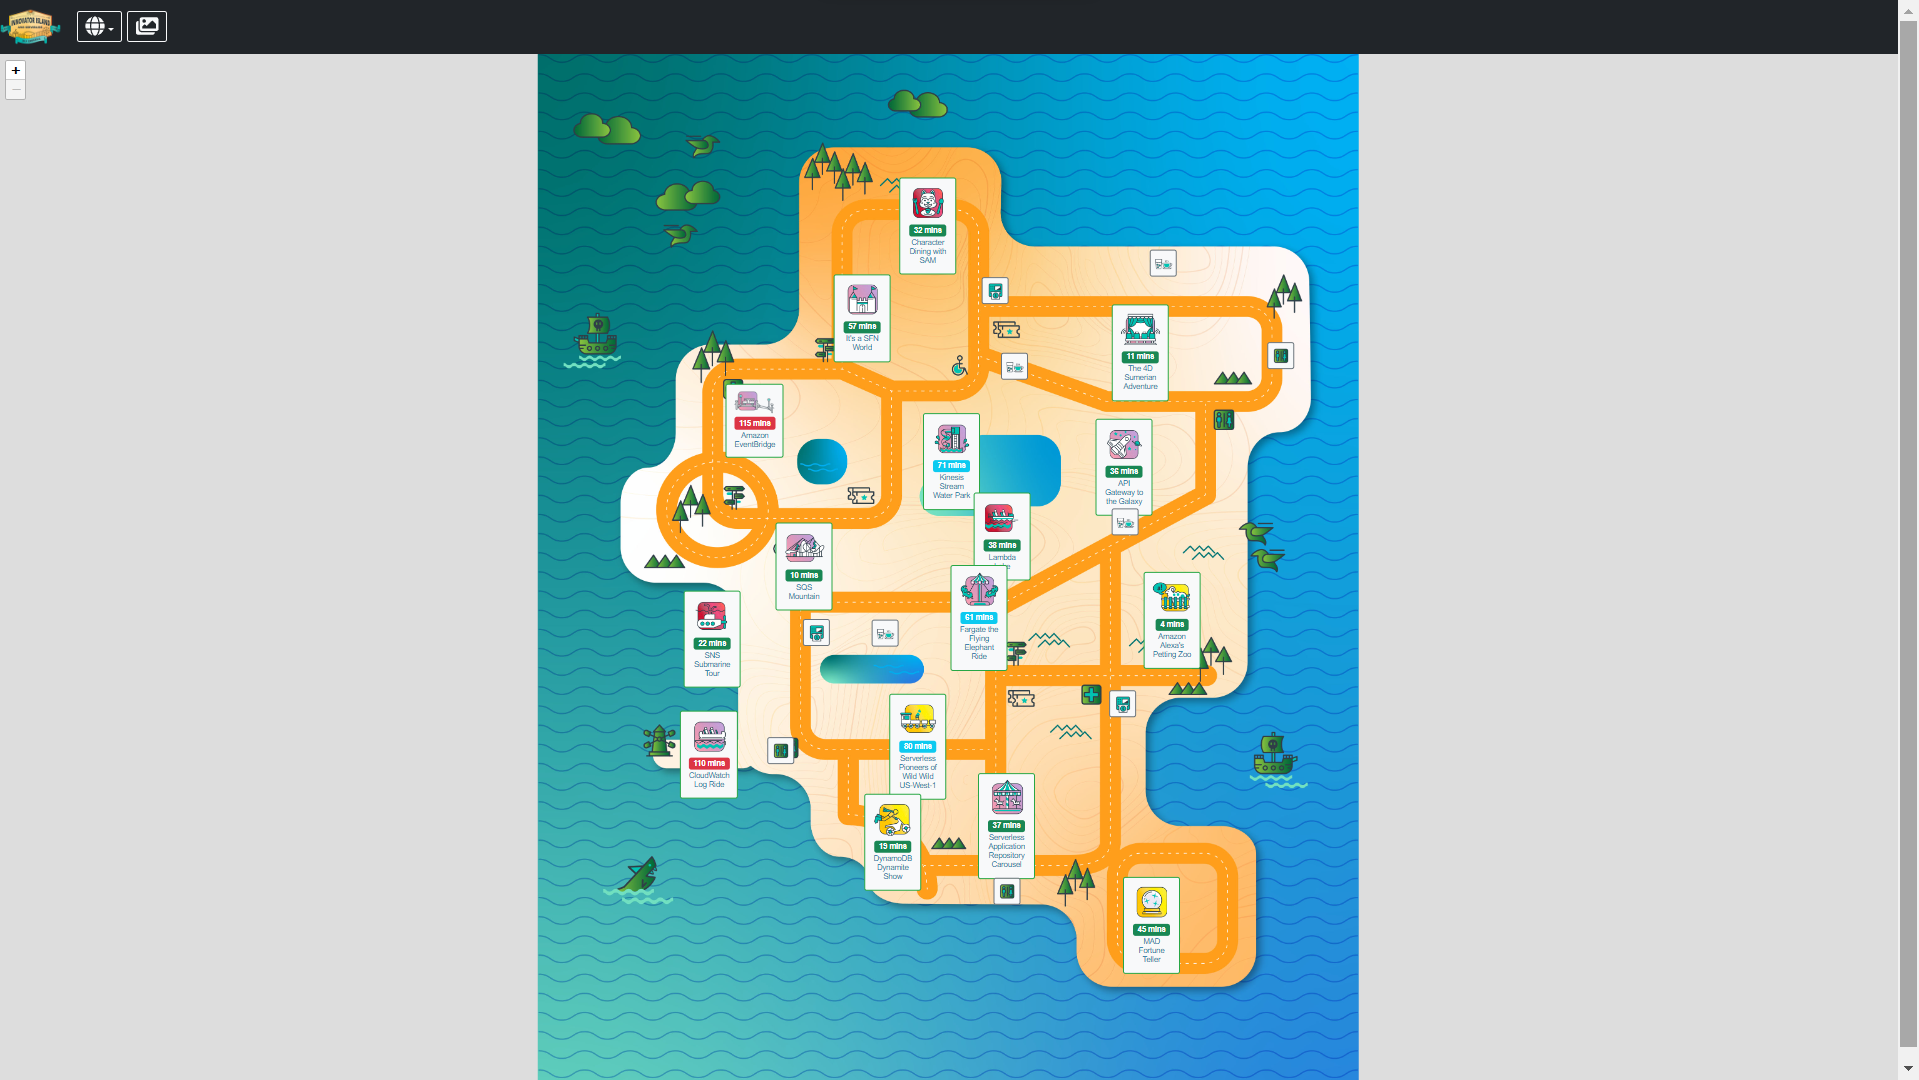 INNOVATOR ISLAND
+
−
32 mins
Character
Dining with
SAM
57 mins
It's a SFN
World
11 mins
The 4D
Sumerian
Adventure
115 mins
Amazon
EventBridge
71 mins
Kinesis
Stream
Water Park
36 mins
API
Gateway to
the Galaxy
38 mins
Lambda
10 mins
SQS
Mountain
61 mins
Fargate the
Flying
Elephant
Ride
4 mins
Amazon
Alexa's
Petting Zoo
22 mins
SNS
Submarine
Tour
110 mins
CloudWatch
Log Ride
80 mins
Serverless
Pioneers of
Wild Wild
US-West-1
37 mins
Serverless
Application
Repository
Carousel
19 mins
DynamoDB
Dynamite
Show
45 mins
MAD
Fortune
Teller